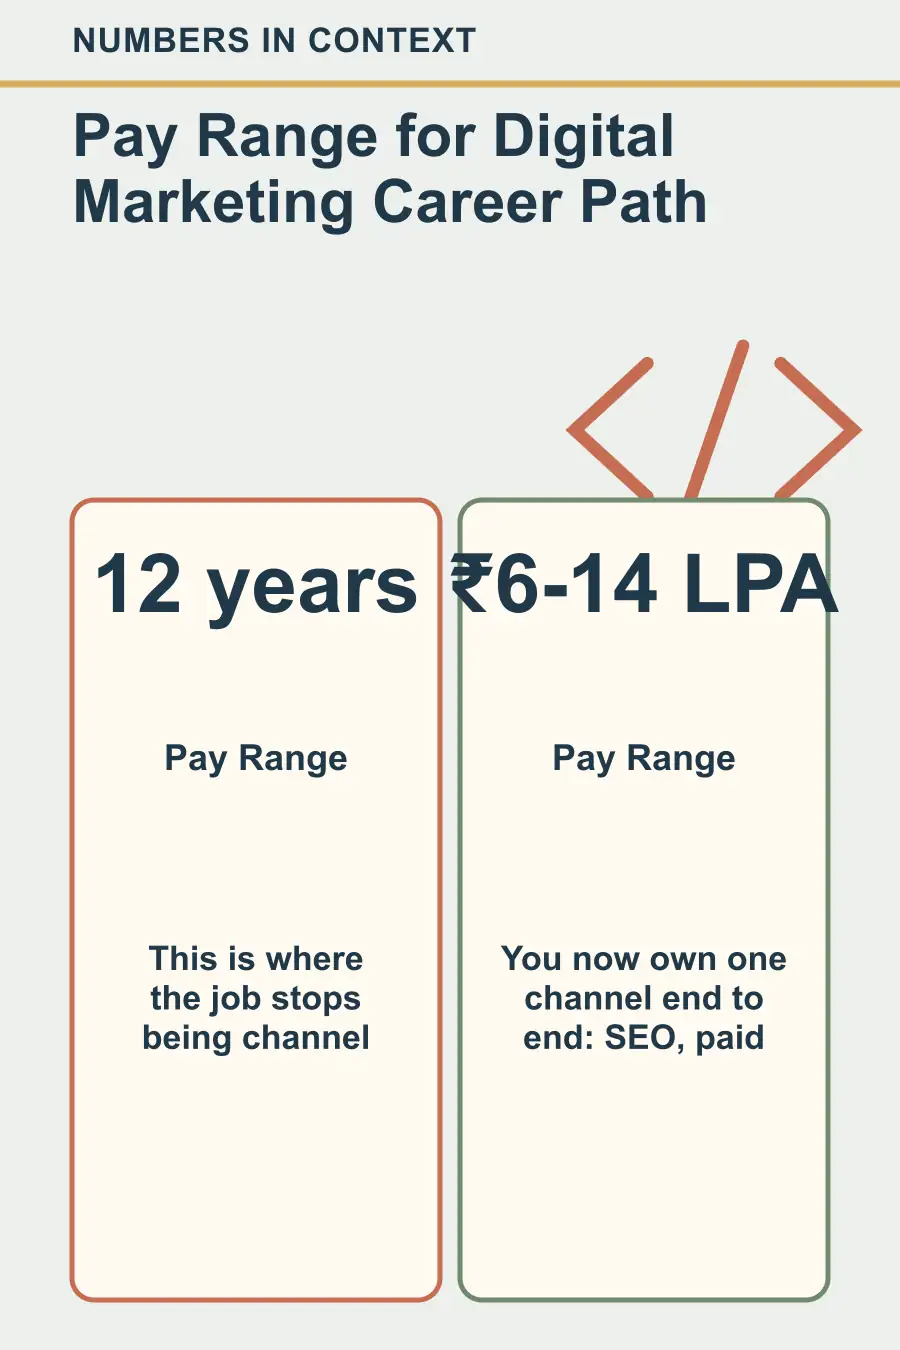 NUMBERS IN CONTEXT
Pay Range for Digital
Marketing Career Path
12 years
Pay Range
This is where
the job stops
being channel
₹6-14 LPA
Pay Range
You now own one
channel end to
end: SEO, paid